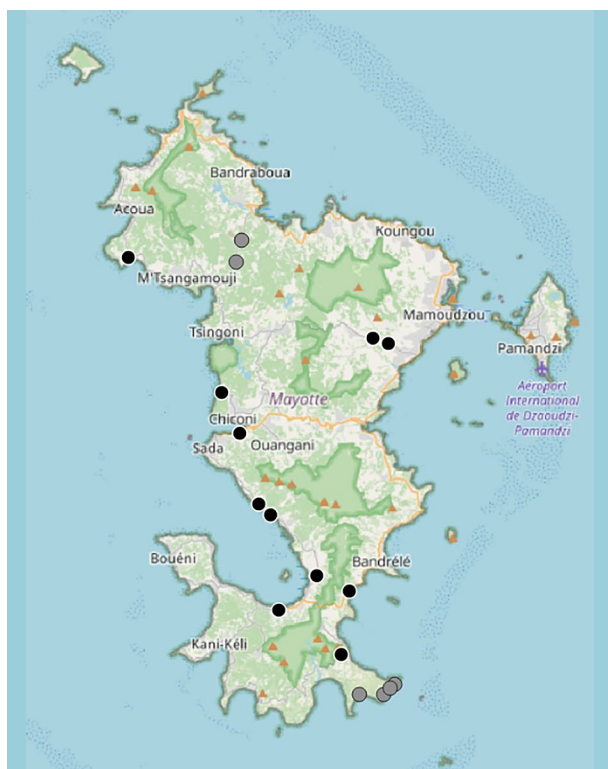 Bandraboua
Acoua
Koungou
M'Tsangamouji
Mamoudzou
Tsingoni
Pamandzi
Aéroport
International
de Dzaoudzi-
Pamandzi
Mayotte
Chiconi
Sada
Ouangani
Bouéni
Bandrélé
Kani-Kéli